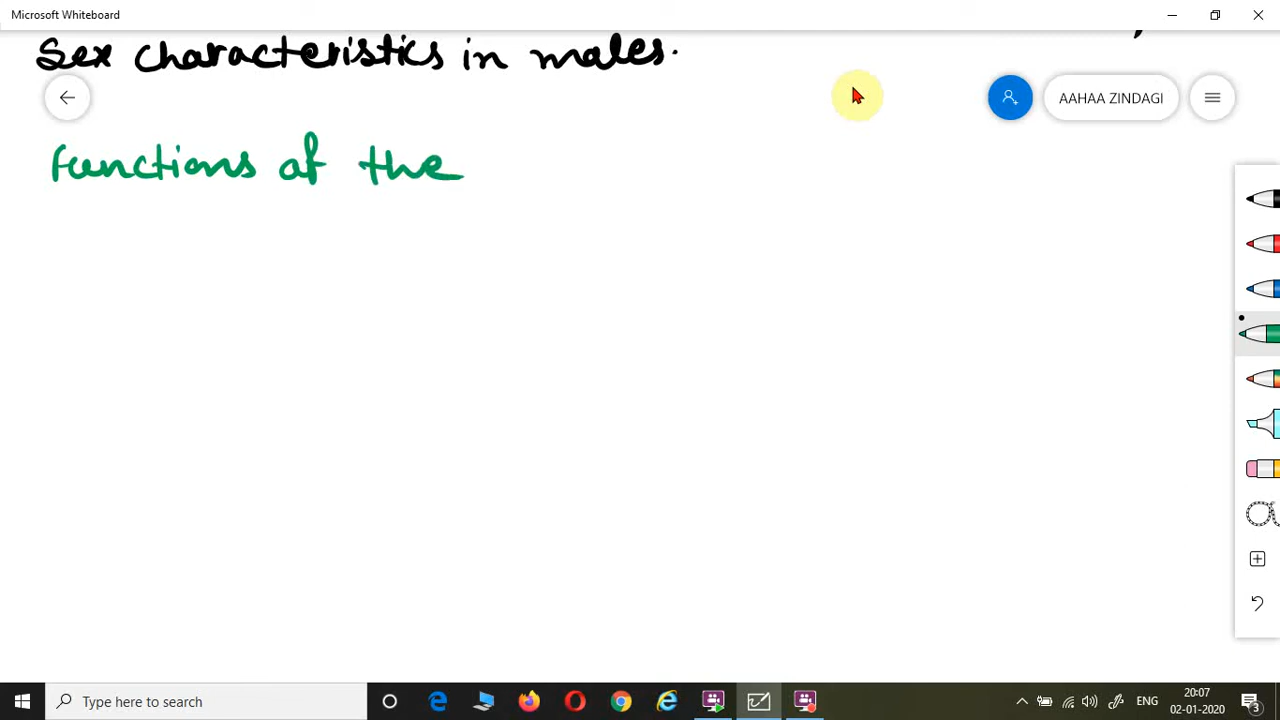 Microsoft Whiteboard
Sex characteristics in males.
AAHAA ZINDAGI
Functions of the
Type here to search
ENG
20:07
02-01-2020
3